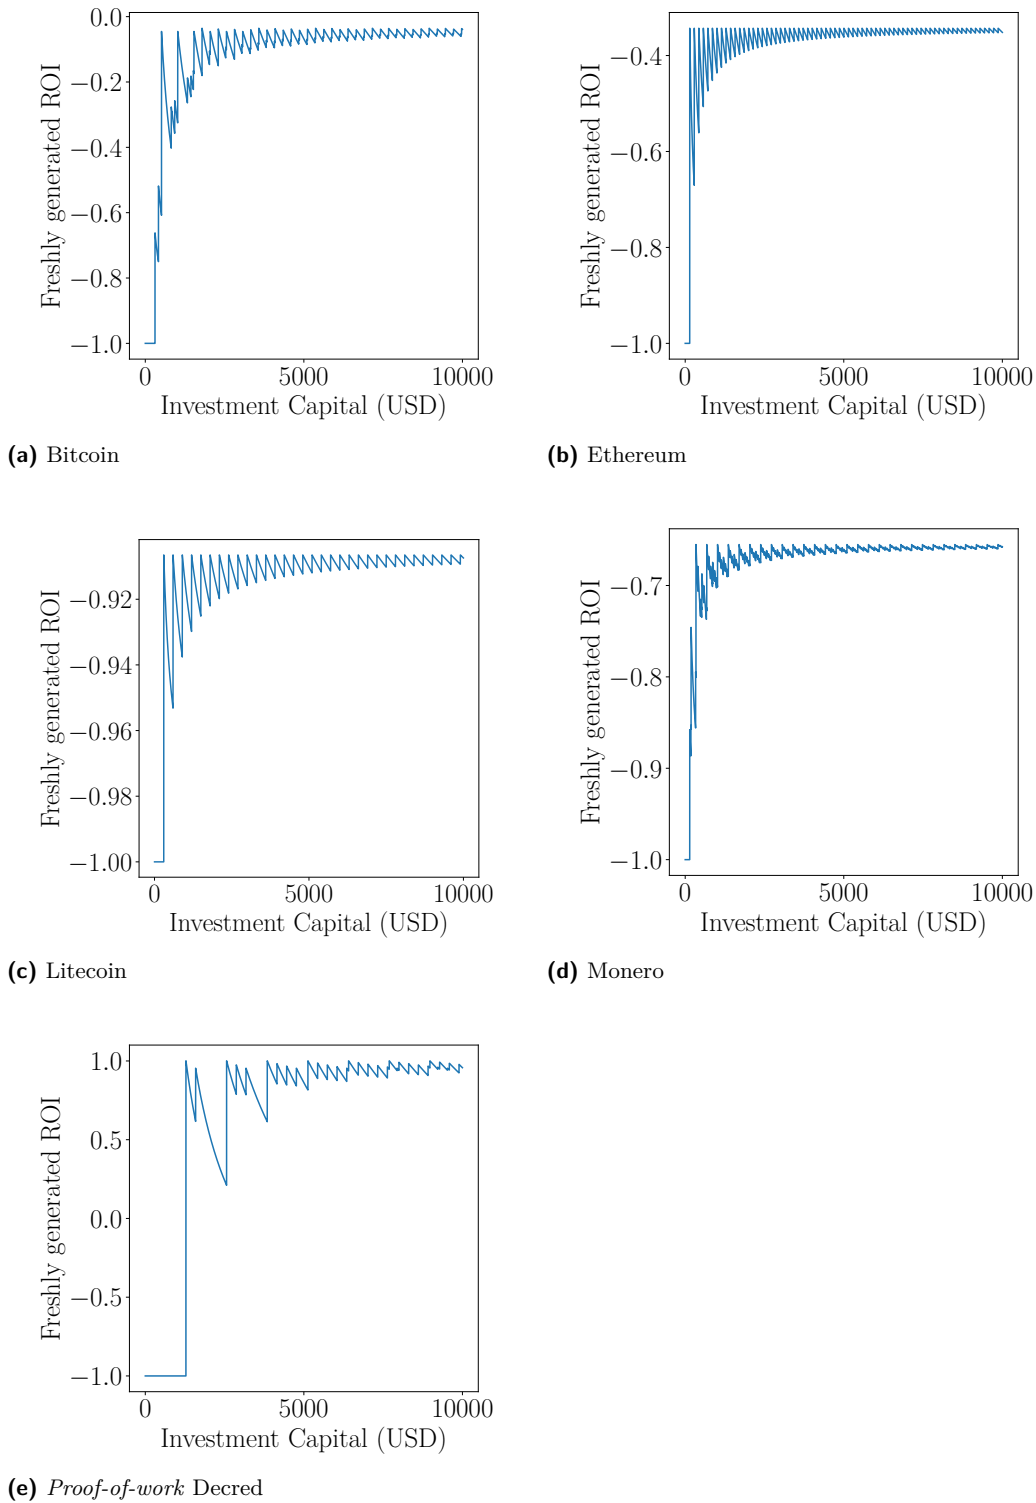 0.0
−0.2
−0.4
−0.6
−0.8
−1.0
Freshly generated ROI
0 5000 10000
Investment Capital (USD)
(a) Bitcoin
−0.4
−0.6
−0.8
−1.0
Freshly generated ROI
0 5000 10000
Investment Capital (USD)
(b) Ethereum
−0.92
−0.94
−0.96
−0.98
−1.00
Freshly generated ROI
0 5000 10000
Investment Capital (USD)
(c) Litecoin
−0.7
−0.8
−0.9
−1.0
Freshly generated ROI
0 5000 10000
Investment Capital (USD)
(d) Monero
1.0
0.5
0.0
−0.5
−1.0
Freshly generated ROI
0 5000 10000
Investment Capital (USD)
(e) Proof-of-work Decred